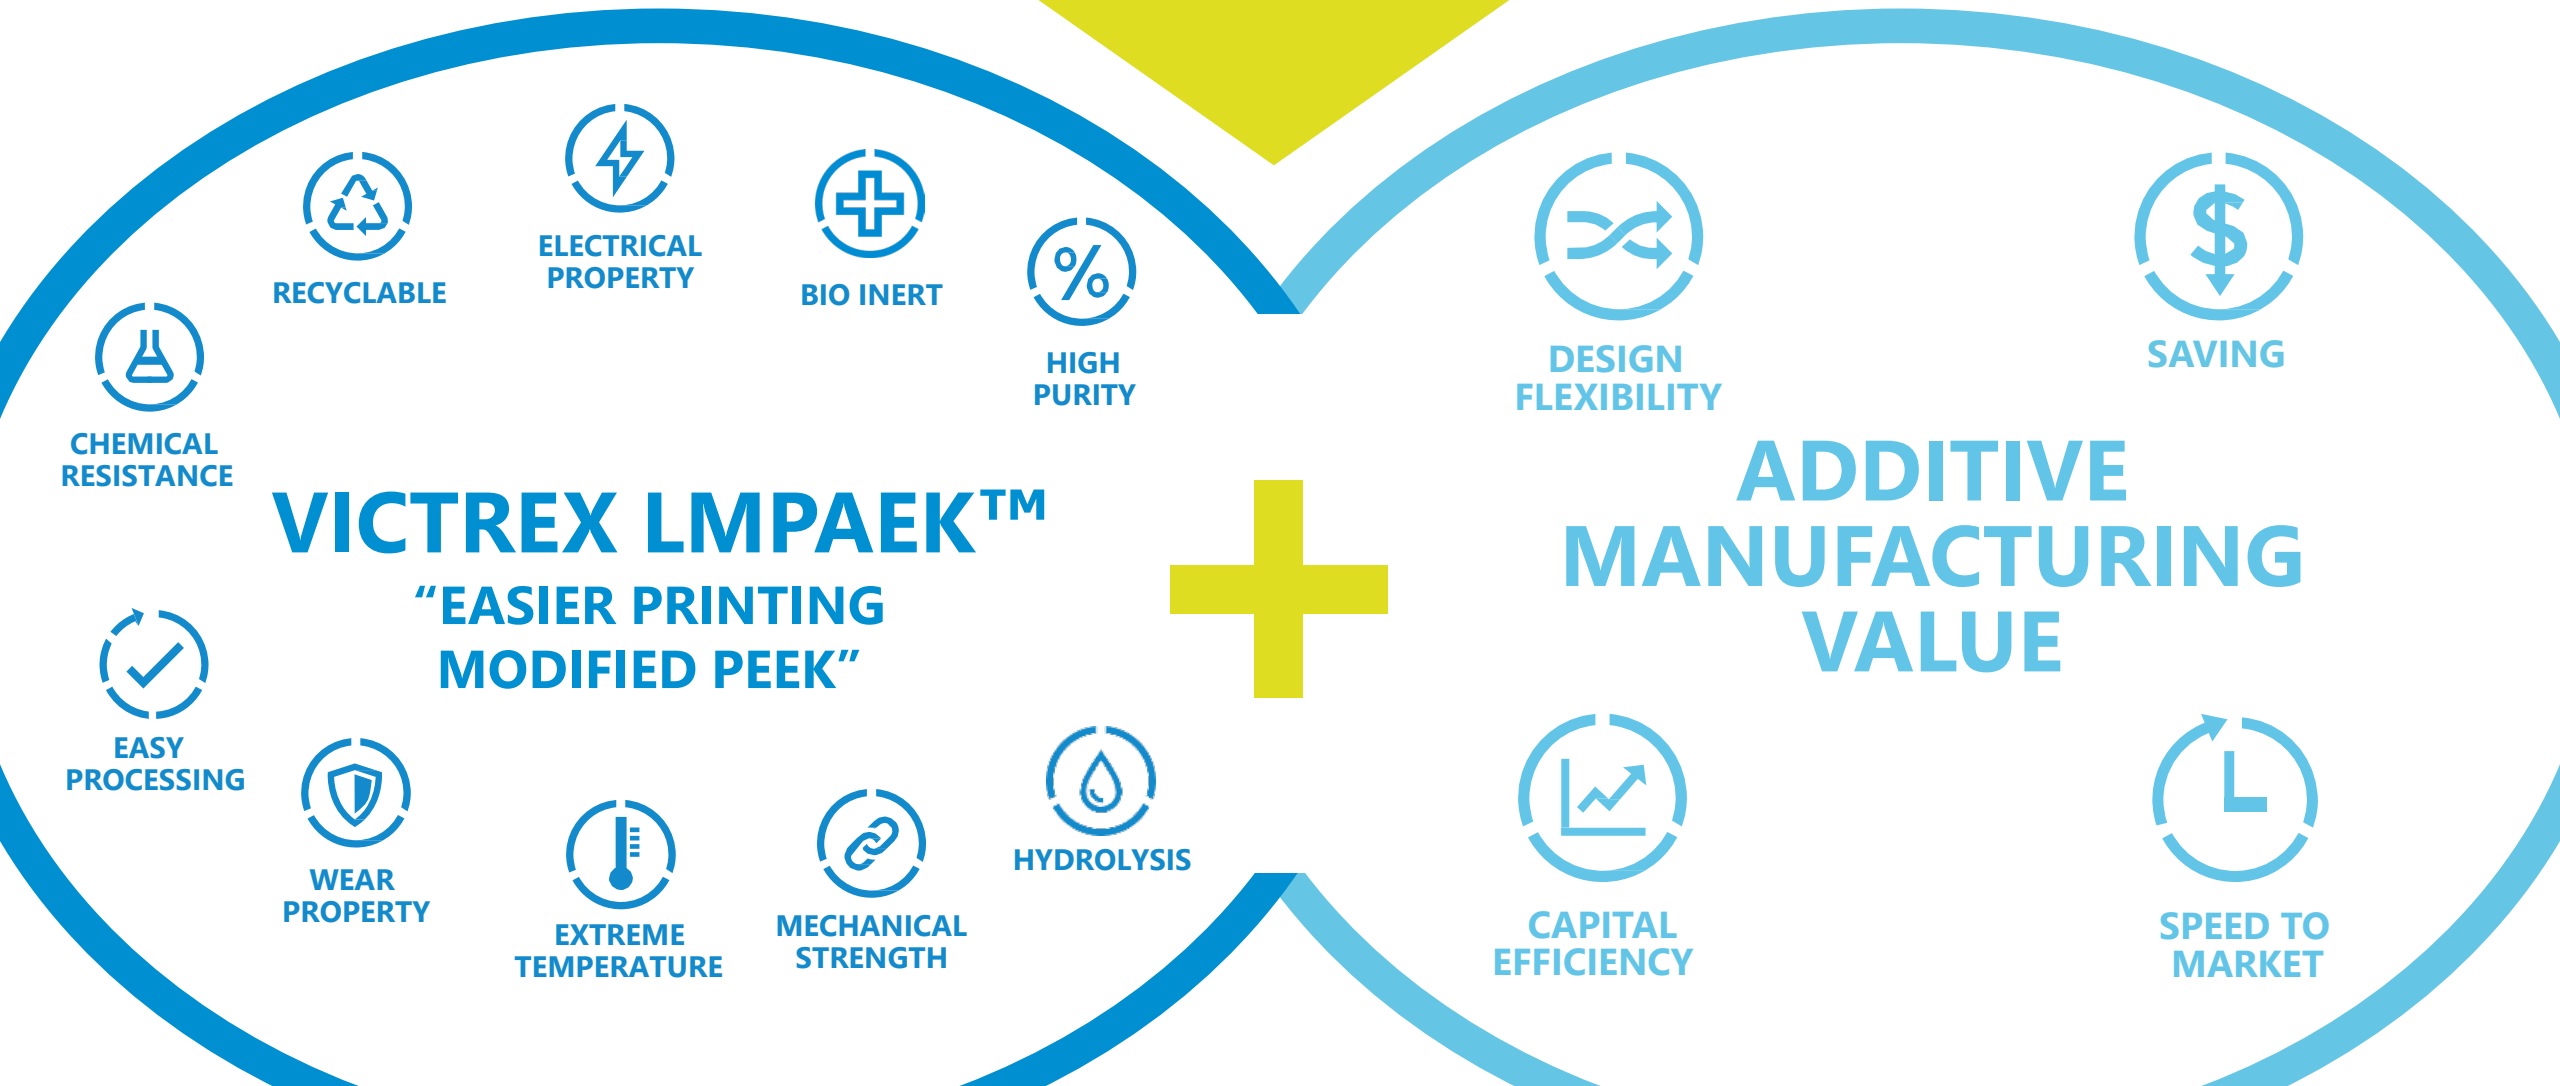 ELECTRICAL
PROPERTY
RECYCLABLE
BIO INERT
HIGH
PURITY
CHEMICAL
RESISTANCE
VICTREX LMPAEK™
“EASIER PRINTING
MODIFIED PEEK”
EASY
PROCESSING
WEAR
PROPERTY
EXTREME
TEMPERATURE
MECHANICAL
STRENGTH
HYDROLYSIS
DESIGN
FLEXIBILITY
SAVING
ADDITIVE
MANUFACTURING
VALUE
CAPITAL
EFFICIENCY
SPEED TO
MARKET